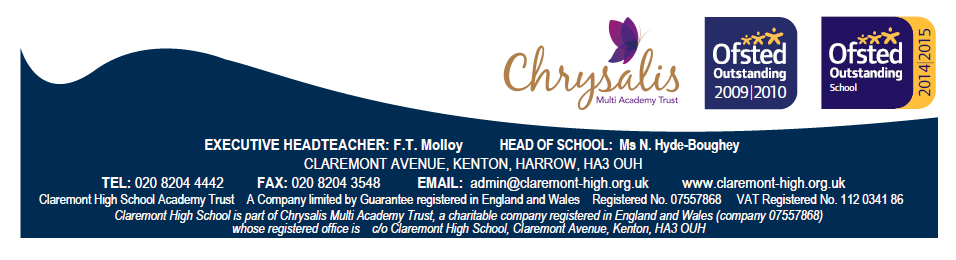 Chrysalis
Multi Academy Trust
Ofsted
Outstanding
2009|2010
Ofsted
Outstanding
School
2014|2015
EXECUTIVE HEADTEACHER: F.T. Molloy HEAD OF SCHOOL: Ms N. Hyde-Boughey
CLAREMONT AVENUE, KENTON, HARROW, HA3 OUH
TEL: 020 8204 4442 FAX: 020 8204 3548 EMAIL: admin@claremont-high.org.uk www.claremont-high.org.uk
Claremont High School Academy Trust A Company limited by Guarantee registered in England and Wales Registered No. 07557868 VAT Registered No. 112 0341 86
Claremont High School is part of Chrysalis Multi Academy Trust, a charitable company registered in England and Wales (company 07557868)
whose registered office is c/o Claremont High School, Claremont Avenue, Kenton, HA3 OUH